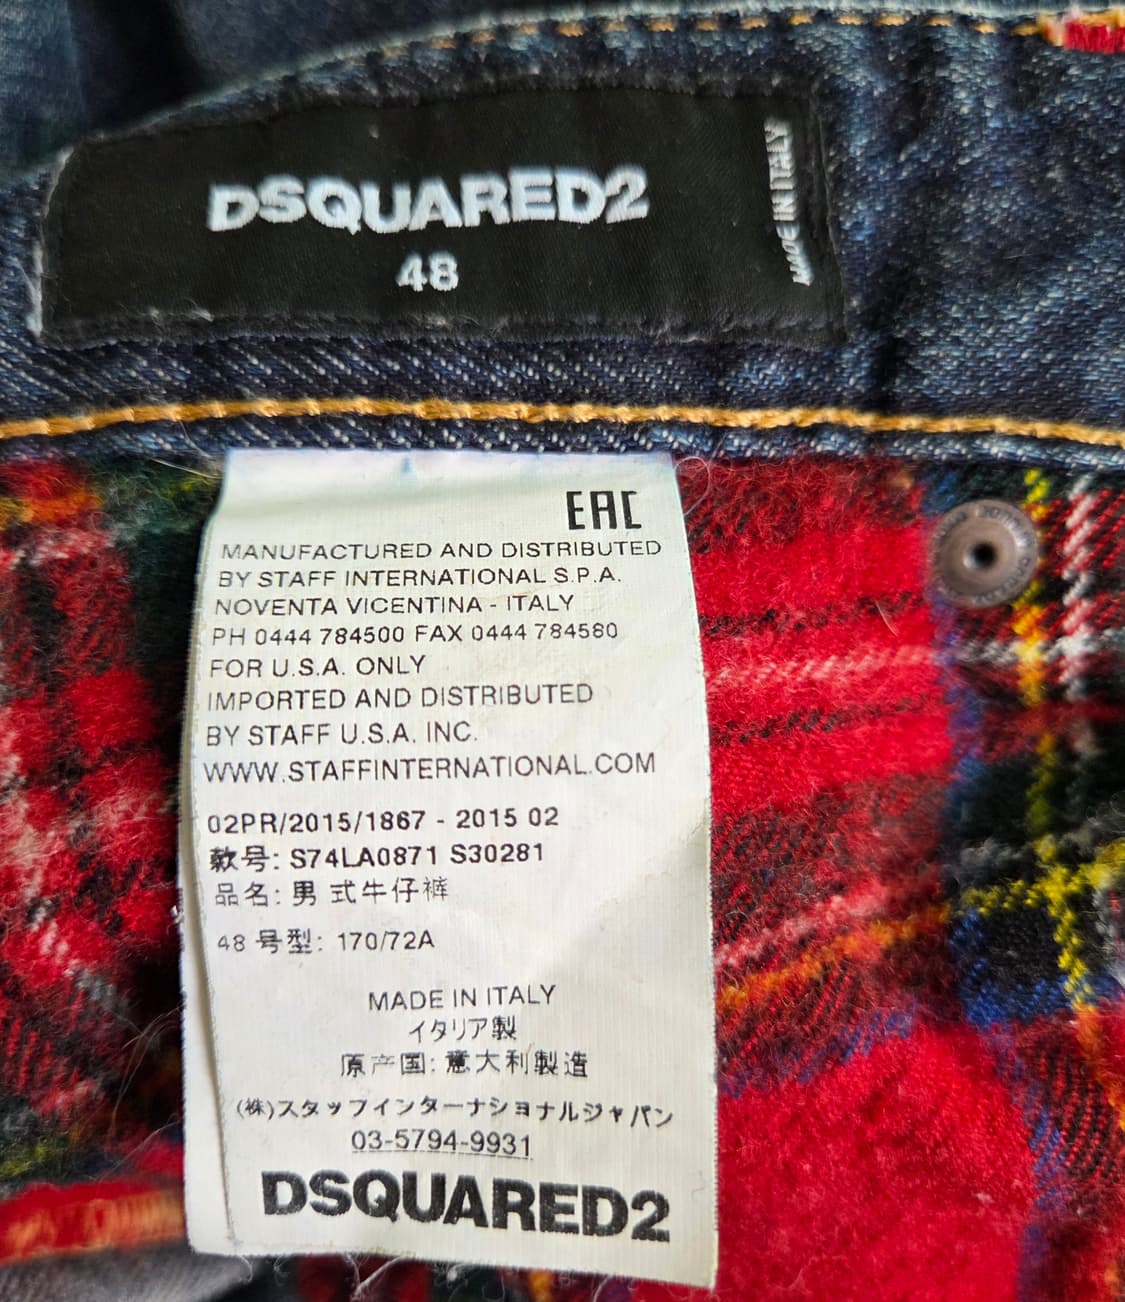 DSQUARED2
48
MADE IN ITALY
EAC
MANUFACTURED AND DISTRIBUTED
BY STAFF INTERNATIONAL S.P.A.
NOVENTA VICENTINA - ITALY
PH 0444 784500 FAX 0444 784580
FOR U.S.A. ONLY
IMPORTED AND DISTRIBUTED
BY STAFF U.S.A. INC.
WWW.STAFFINTERNATIONAL.COM
02PR/2015/1867 - 2015 02
款号: S74LA0871 S30281
品名: 男式牛仔裤
48 号型: 170/72A
MADE IN ITALY
イタリア製
原产国: 意大利製造
(株)スタッフインターナショナルジャパン
03-5794-9931
DSQUARED2